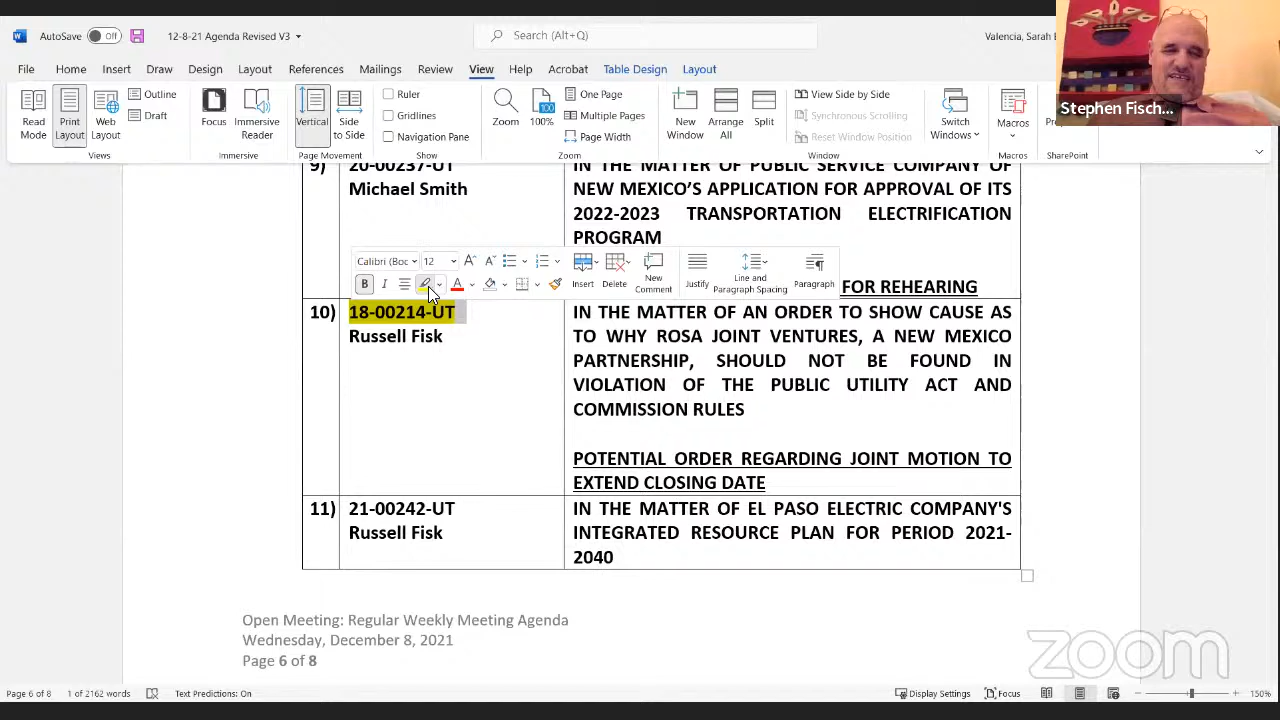 AutoSave Off 12-8-21 Agenda Revised V3 Search (Alt+Q) Valencia, Sarah B
File Home Insert Draw Design Layout References Mailings Review View Help Acrobat Table Design Layout
Stephen Fisch...
Read Mode
Print Layout
Web Layout
Outline
Draft
Views
Focus
Immersive Reader
Immersive
Vertical
Side to Side
Page Movement
Ruler
Gridlines
Navigation Pane
Show
Zoom
100%
One Page
Multiple Pages
Page Width
Zoom
New Window
Arrange All
Split
View Side by Side
Synchronous Scrolling
Reset Window Position
Window
Switch Windows
Macros
Macros
SharePoint
9) 20-00237-UT
Michael Smith
IN THE MATTER OF PUBLIC SERVICE COMPANY OF
NEW MEXICO'S APPLICATION FOR APPROVAL OF ITS
2022-2023 TRANSPORTATION ELECTRIFICATION
PROGRAM
FOR REHEARING
Calibri (Boc 12
B I
Insert
Delete
New Comment
Justify
Line and Paragraph Spacing
Paragraph
10) 18-00214-UT
Russell Fisk
IN THE MATTER OF AN ORDER TO SHOW CAUSE AS
TO WHY ROSA JOINT VENTURES, A NEW MEXICO
PARTNERSHIP, SHOULD NOT BE FOUND IN
VIOLATION OF THE PUBLIC UTILITY ACT AND
COMMISSION RULES
POTENTIAL ORDER REGARDING JOINT MOTION TO
EXTEND CLOSING DATE
11) 21-00242-UT
Russell Fisk
IN THE MATTER OF EL PASO ELECTRIC COMPANY'S
INTEGRATED RESOURCE PLAN FOR PERIOD 2021-
2040
Open Meeting: Regular Weekly Meeting Agenda
Wednesday, December 8, 2021
Page 6 of 8
zoom
Page 6 of 8 1 of 2162 words Text Predictions: On Display Settings Focus 150%